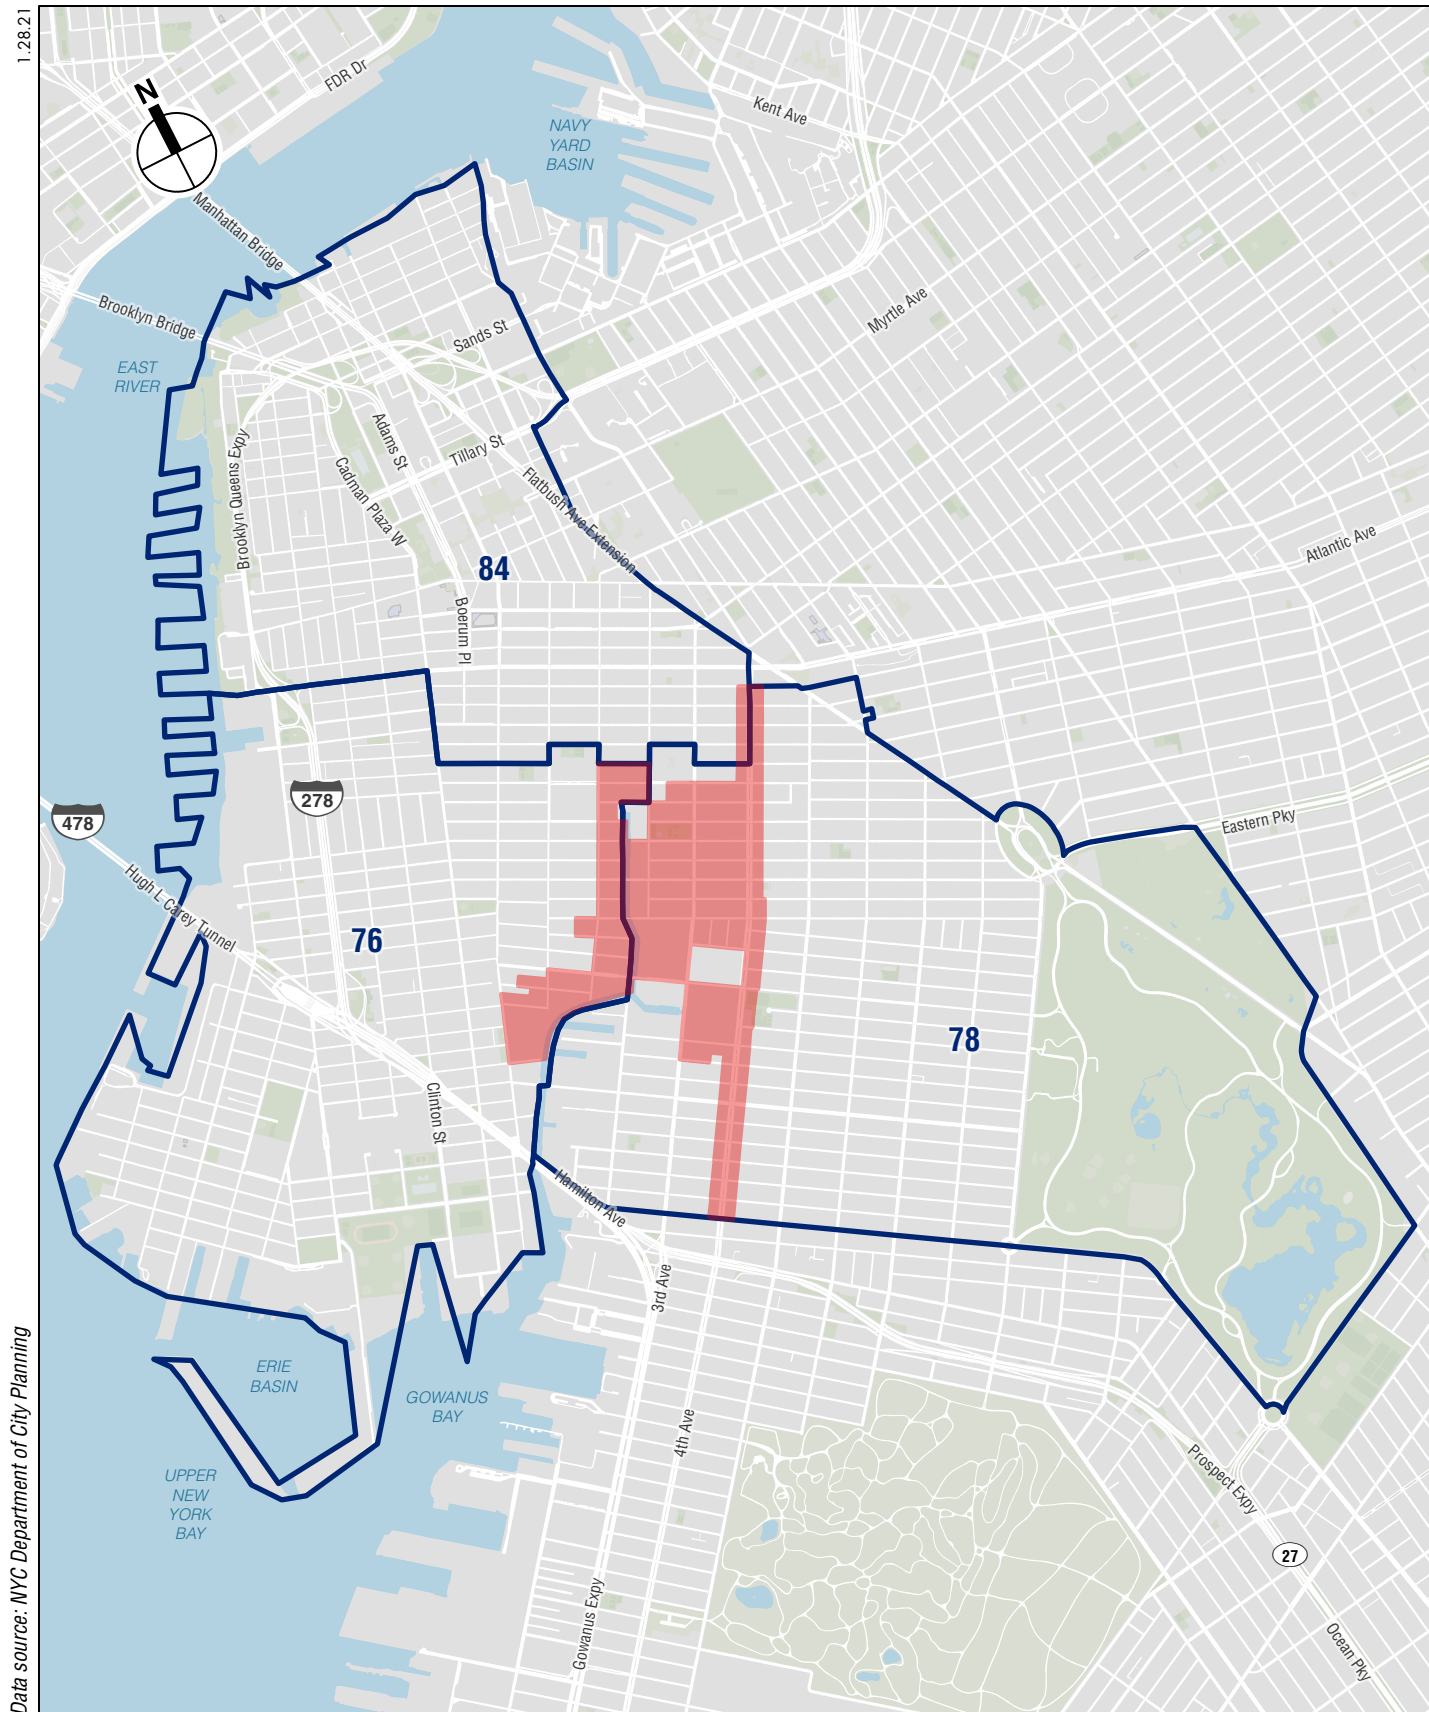 1.28.21
N
FDR Dr
NAVY
YARD
BASIN
Kent Ave
Manhattan Bridge
Brooklyn Bridge
Sands St
Myrtle Ave
EAST
RIVER
Adams St
Tillary St
Brooklyn Queens Expy
Cadman Plaza W
Flatbush Ave Extension
Atlantic Ave
84
Boerum Pl
278
478
Eastern Pky
Hugh L Carey Tunnel
76
78
Clinton St
Hamilton Ave
3rd Ave
ERIE
BASIN
GOWANUS
BAY
4th Ave
UPPER
NEW
YORK
BAY
Prospect Expy
27
Gowanus Expy
Ocean Pky
Data source: NYC Department of City Planning